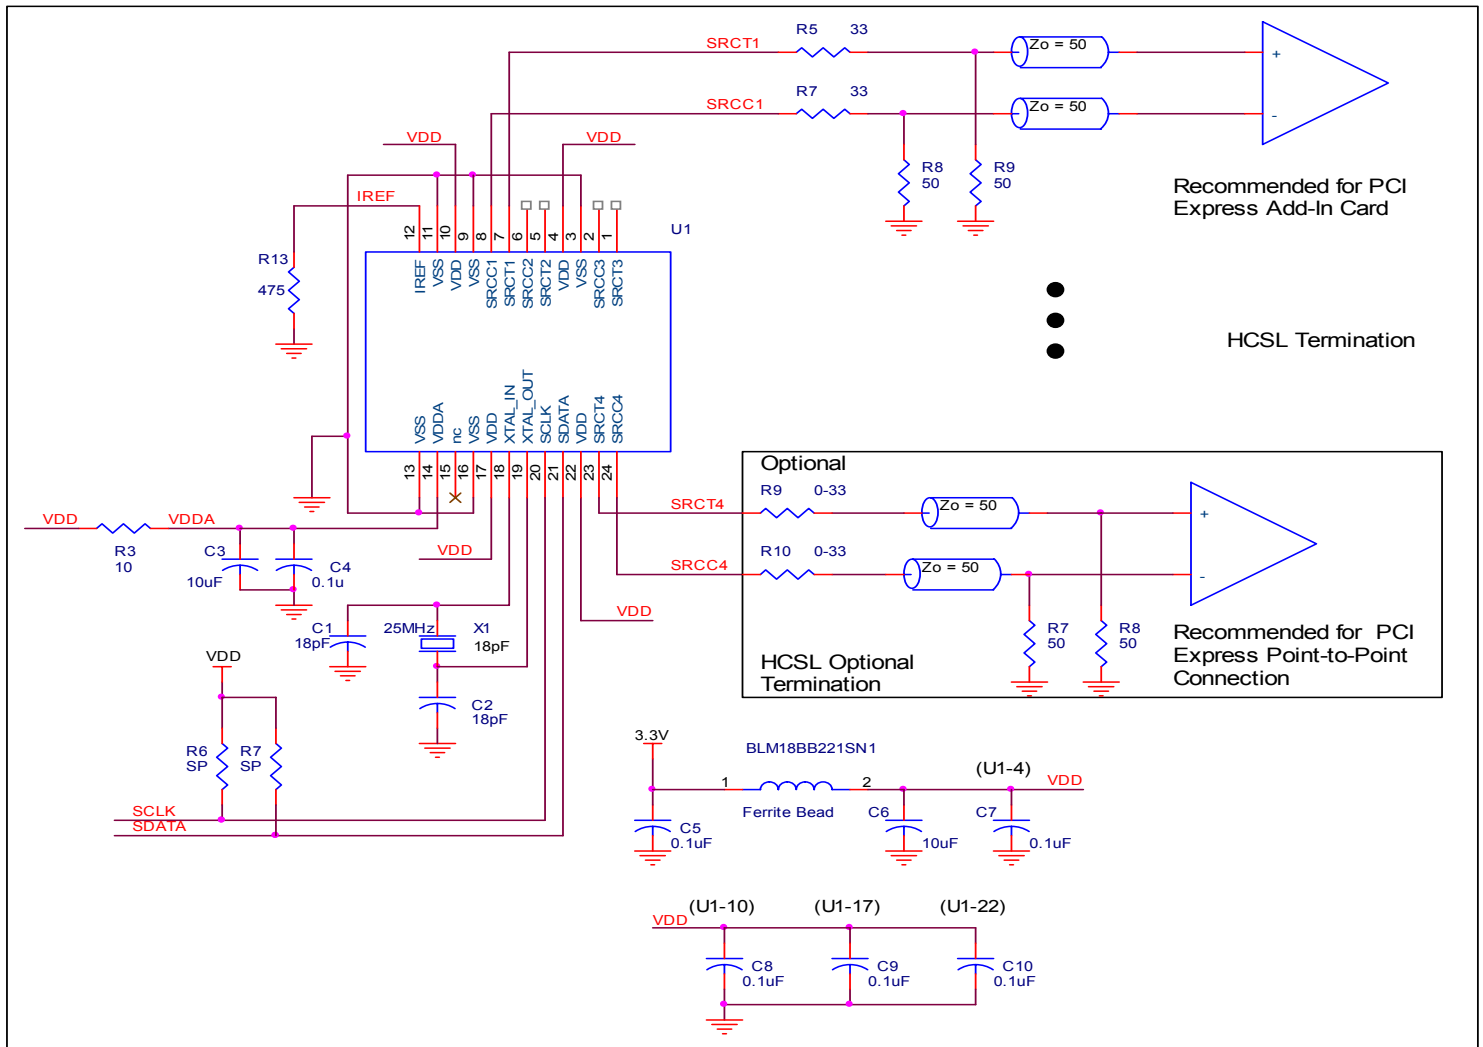 R5 33
SRCT1
Zo = 50
+
R7 33
SRCC1
Zo = 50
-
VDD
VDD
R8
50
R9
50
Recommended for PCI
Express Add-In Card
IREF
U1
12
11
10
9
8
7
6
5
4
3
2
1
IREF
VSS
VDD
VSS
SRCC1
SRCT1
SRCC2
SRCT2
VDD
VSS
SRCC3
SRCT3
R13
475
HCSL Termination
VSS
VDDA
nc
VSS
VDD
XTAL_IN
XTAL_OUT
SCLK
SDATA
VDD
SRCT4
SRCC4
13
14
15
16
17
18
19
20
21
22
23
24
Optional
R9 0-33
SRCT4
Zo = 50
+
R10 0-33
SRCC4
Zo = 50
-
R7
50
R8
50
Recommended for PCI
Express Point-to-Point
Connection
HCSL Optional
Termination
VDD
VDDA
R3
10
C3
10uF
C4
0.1u
VDD
VDD
C1
18pF
25MHz
X1
18pF
C2
18pF
VDD
R6
SP
R7
SP
SCLK
SDATA
3.3V
BLM18BB221SN1
1
2
Ferrite Bead
(U1-4)
VDD
C5
0.1uF
C6
10uF
C7
0.1uF
(U1-10)
(U1-17)
(U1-22)
VDD
C8
0.1uF
C9
0.1uF
C10
0.1uF